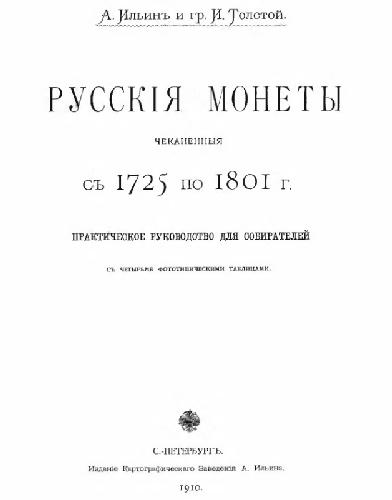 А. Ильинъ и гр. И. Толстой.
РУССКІЯ МОНЕТЫ
ЧЕКАНЕННЫЯ
съ 1725 по 1801 г.
ПРАКТИЧЕСКОЕ РУКОВОДСТВО ДЛЯ СОБИРАТЕЛЕЙ
СЪ ЧЕТЫРЬМЯ ФОТОТИПИЧЕСКИМИ ТАБЛИЦАМИ.
С.-ПЕТЕРБУРГЪ.
Изданіе Картографическаго Заведенія А. Ильина.
1910.